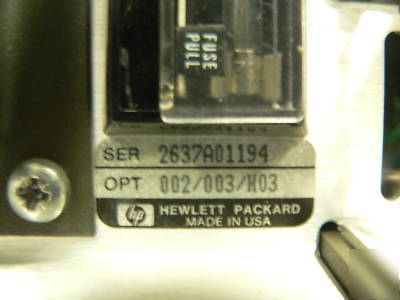 FUSE
PULL
SER 2637A01194
OPT 002/003/H03
hp HEWLETT PACKARD
MADE IN USA